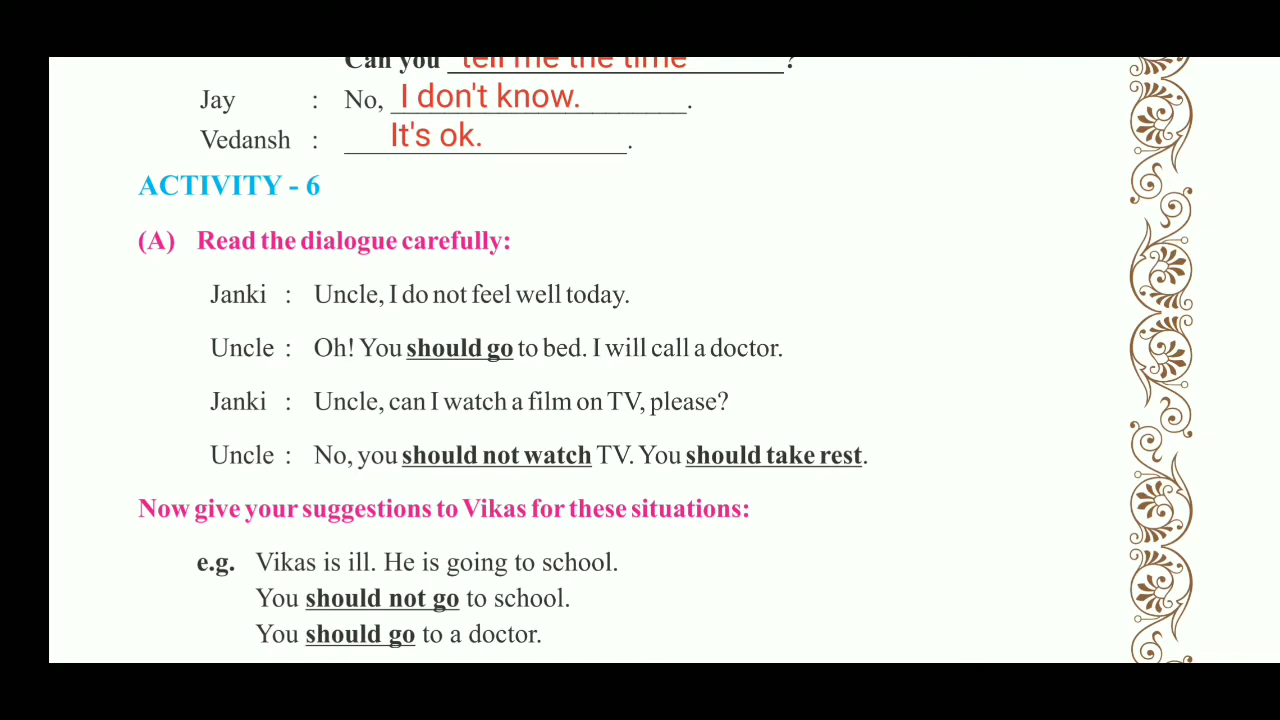 Can you tell me the time ?
Jay : No, I don't know. .
Vedansh : It's ok. .
ACTIVITY - 6
(A) Read the dialogue carefully:
Janki : Uncle, I do not feel well today.
Uncle : Oh! You should go to bed. I will call a doctor.
Janki : Uncle, can I watch a film on TV, please?
Uncle : No, you should not watch TV. You should take rest.
Now give your suggestions to Vikas for these situations:
e.g. Vikas is ill. He is going to school.
You should not go to school.
You should go to a doctor.